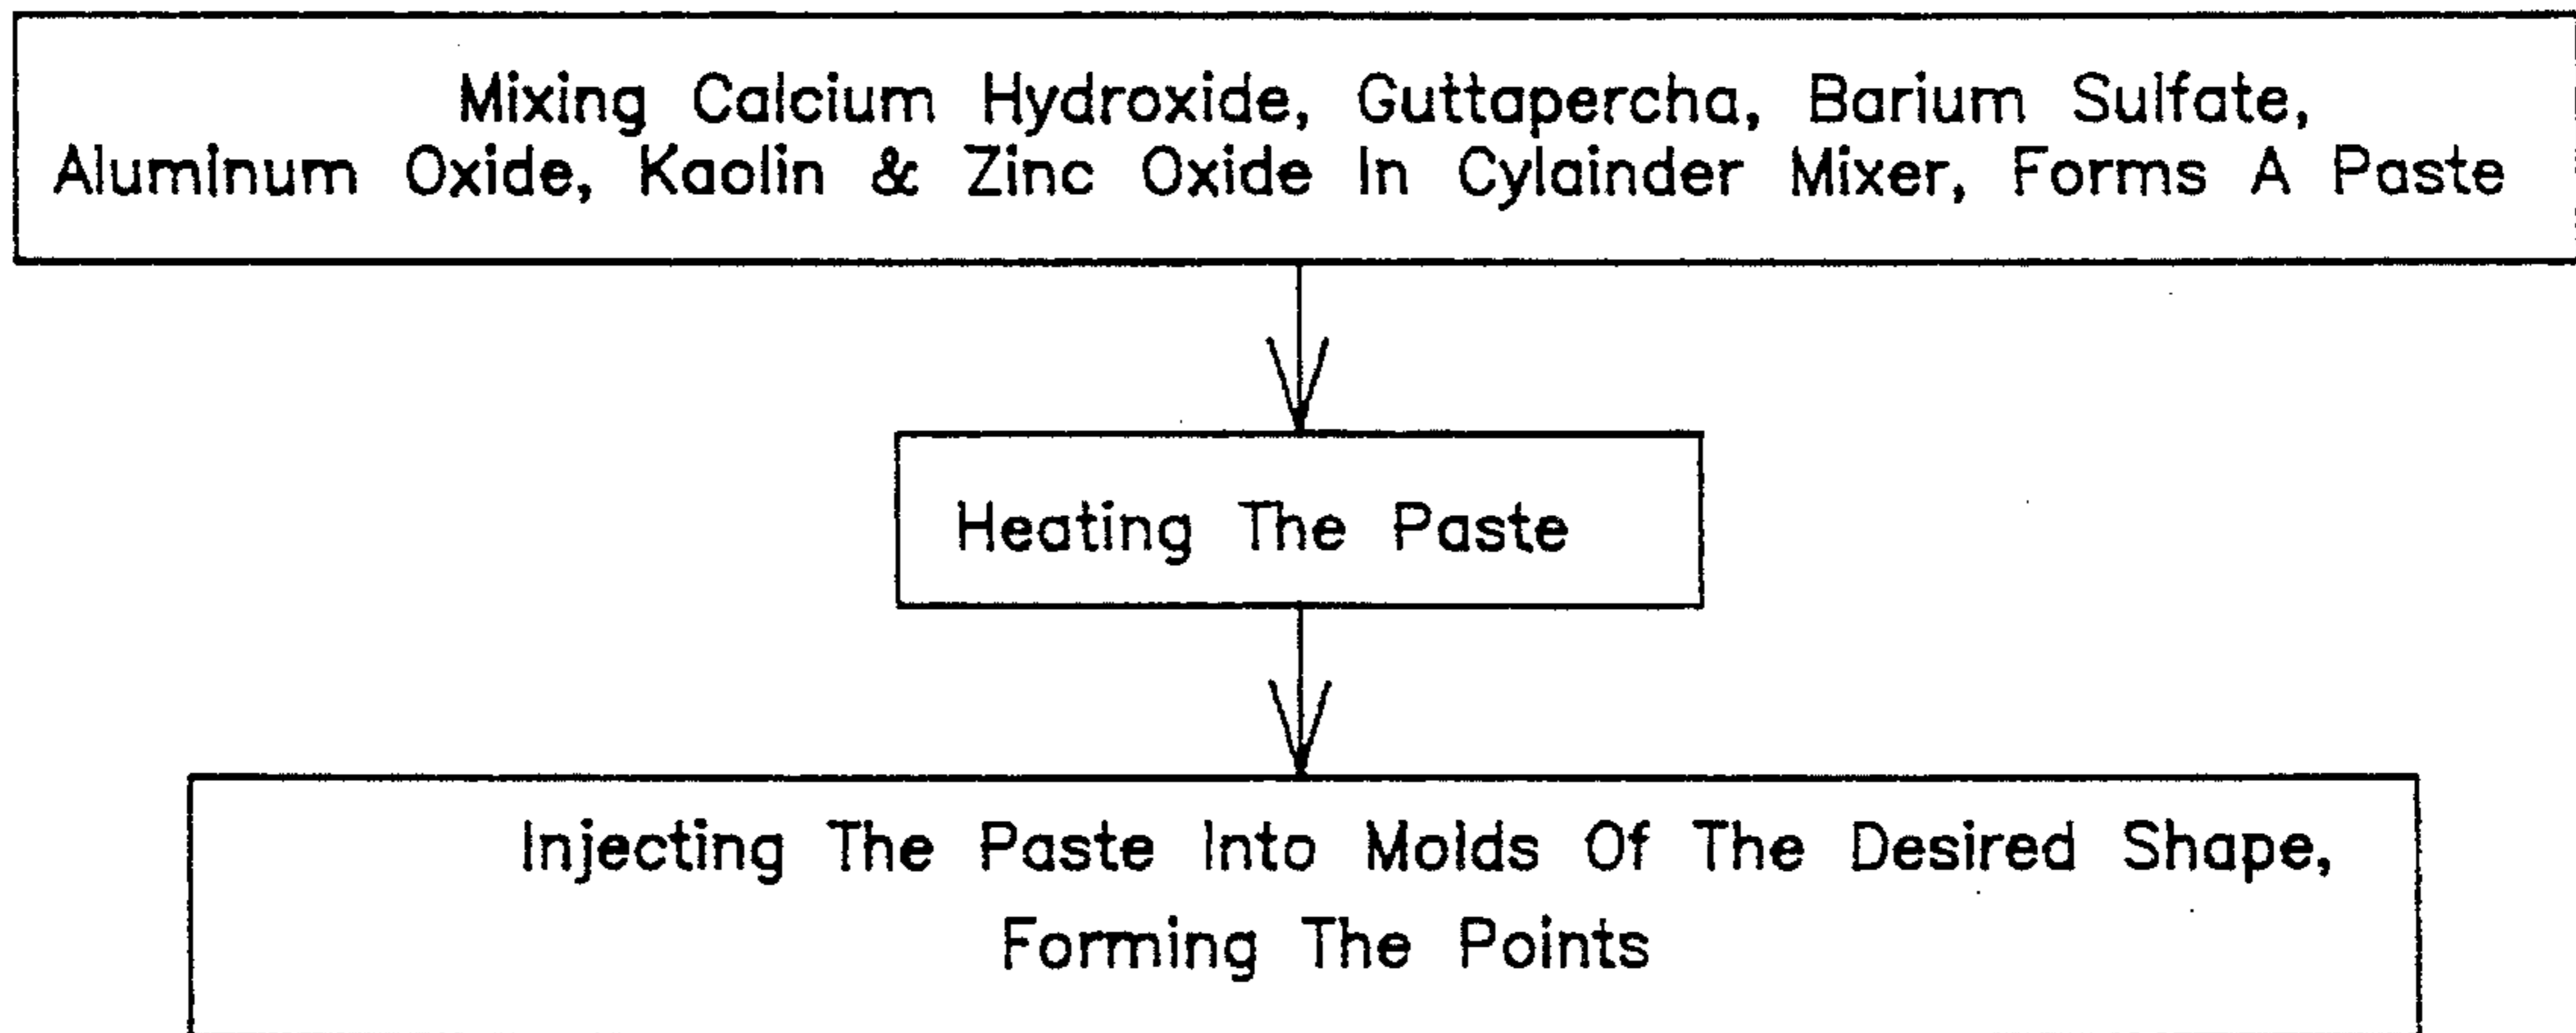 Mixing Calcium Hydroxide, Guttapercha, Barium Sulfate,
Aluminum Oxide, Kaolin & Zinc Oxide In Cylainder Mixer, Forms A Paste
Heating The Paste
Injecting The Paste Into Molds Of The Desired Shape,
Forming The Points